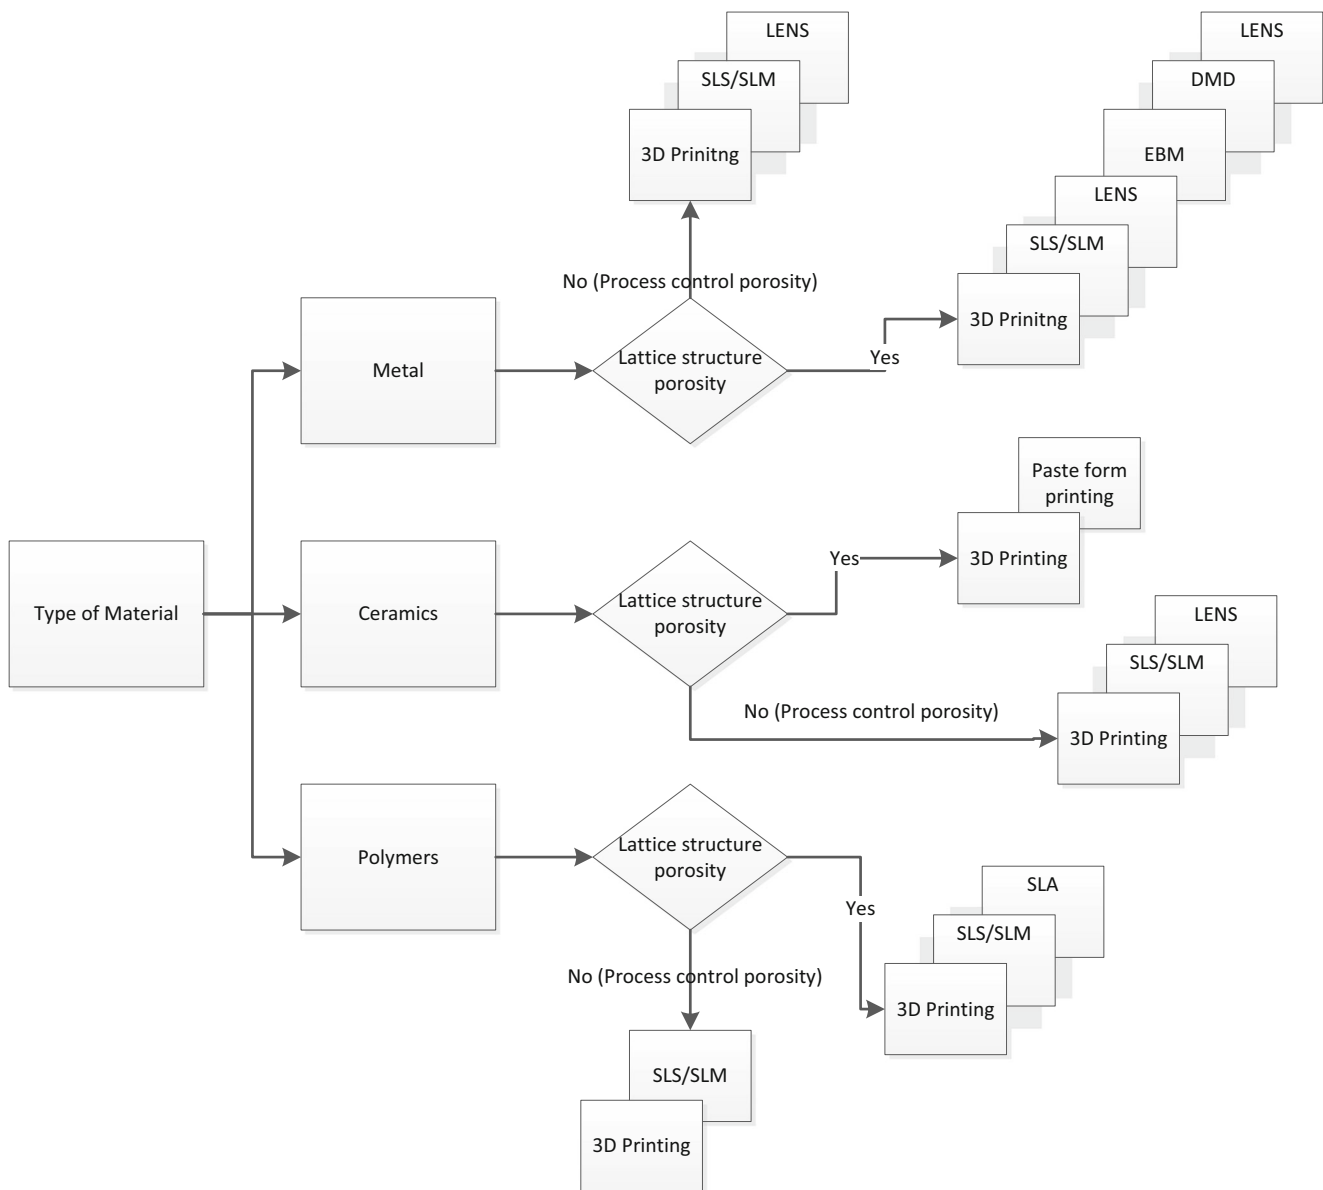 LENS
SLS/SLM
3D Prinitng
LENS
DMD
EBM
LENS
SLS/SLM
3D Prinitng
No (Process control porosity)
Metal
Lattice structure
porosity
Yes
Paste form
printing
3D Printing
Yes
Type of Material
Ceramics
Lattice structure
porosity
LENS
SLS/SLM
3D Printing
No (Process control porosity)
Polymers
Lattice structure
porosity
Yes
SLA
SLS/SLM
3D Printing
No (Process control porosity)
SLS/SLM
3D Printing